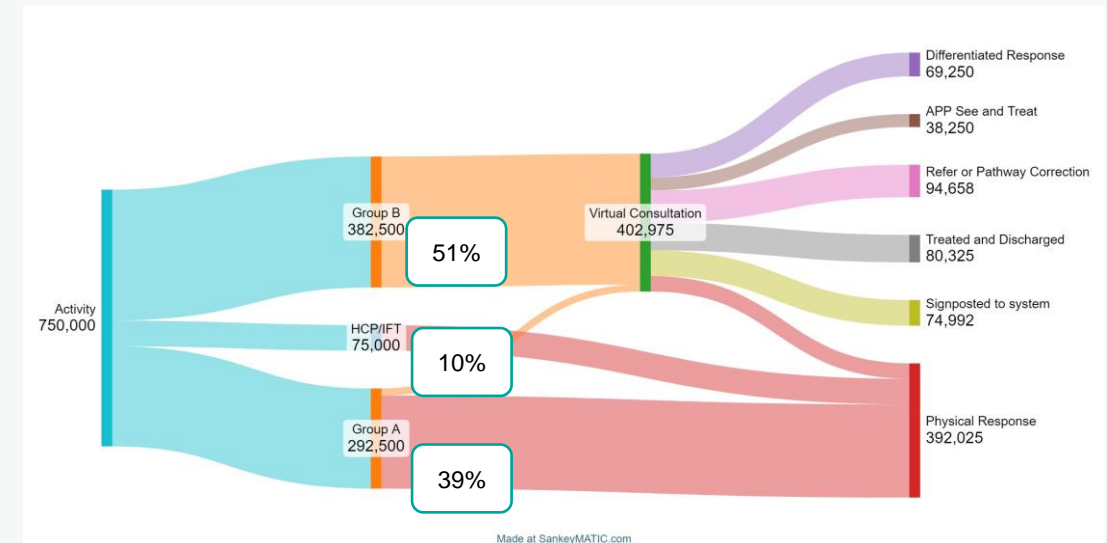 Activity
750,000
Group B
382,500
51%
HCP/IFT
75,000
10%
Group A
292,500
39%
Virtual Consultation
402,975
Differentiated Response
69,250
APP See and Treat
38,250
Refer or Pathway Correction
94,658
Treated and Discharged
80,325
Signposted to system
74,992
Physical Response
392,025
Made at SankeyMATIC.com